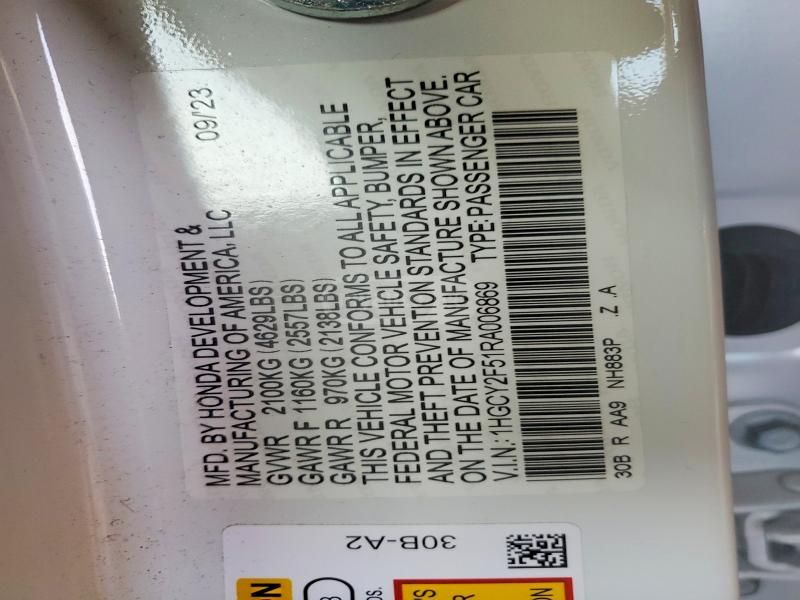 MFD. BY HONDA DEVELOPMENT &
MANUFACTURING OF AMERICA, LLC 09/23
GVWR 2100KG (4629LBS)
GAWR F 1160KG (2557LBS)
GAWR R 970KG (2138LBS)
THIS VEHICLE CONFORMS TO ALL APPLICABLE
FEDERAL MOTOR VEHICLE SAFETY, BUMPER,
AND THEFT PREVENTION STANDARDS IN EFFECT
ON THE DATE OF MANUFACTURE SHOWN ABOVE.
V.I.N.: 1HGCY2F51RA006869 TYPE: PASSENGER CAR
30B R AA9 NH883P Z .A
30B-A2